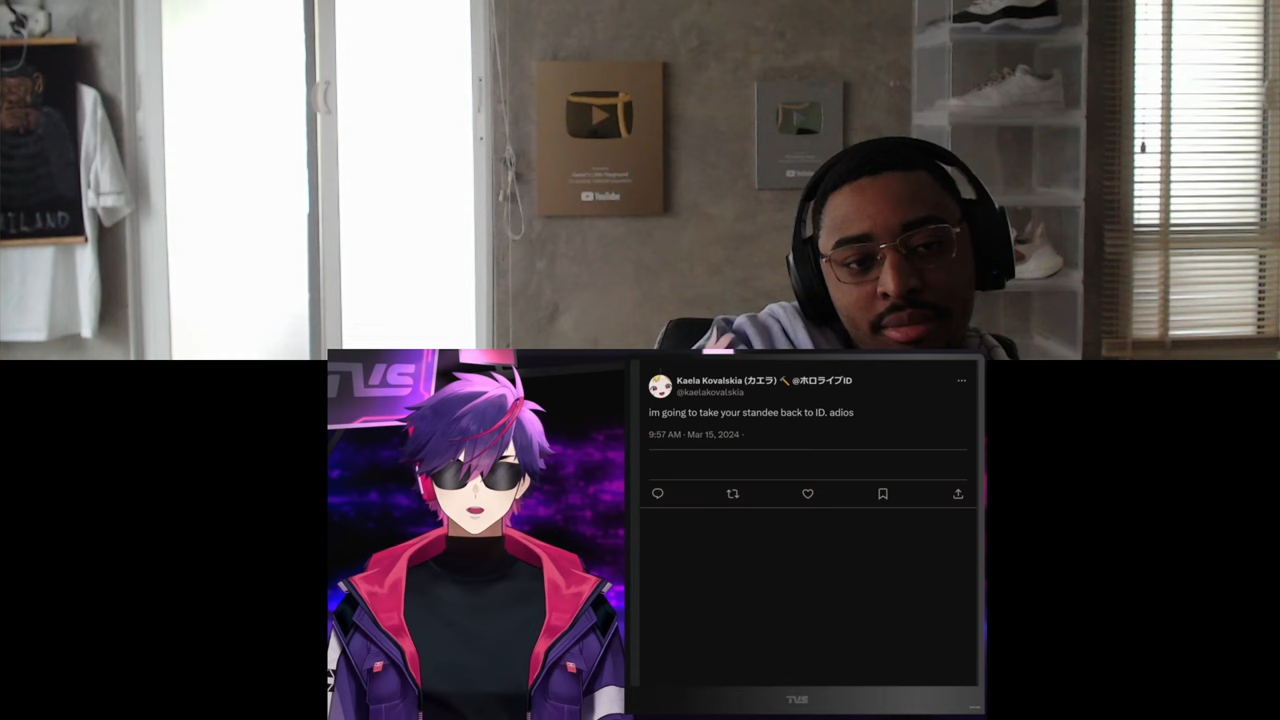 YouTube
YouTube
TVS
Kaela Kovalskia (カエラ) 🔨 @ホロライブID
@kaelakovalskia
im going to take your standee back to ID. adios
9:57 AM · Mar 15, 2024 ·
TVS